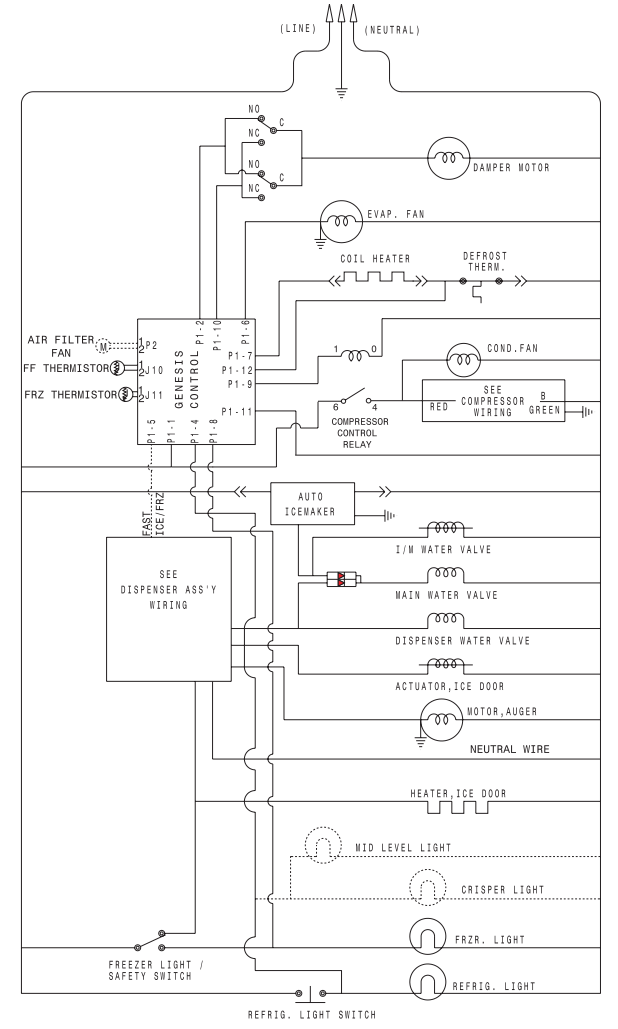 (LINE)
(NEUTRAL)
NO
C
NC
NO
C
NC
DAMPER MOTOR
EVAP. FAN
COIL HEATER
DEFROST
THERM.
AIR FILTER
FAN
M
1
2
P2
FF THERMISTOR
1
2
J10
FRZ THERMISTOR
1
2
J11
GENESIS
CONTROL
P1-2
P1-10
P1-6
P1-7
P1-12
P1-9
P1-11
P1-5
P1-1
P1-4
P1-8
1
0
COND.FAN
6
4
COMPRESSOR
CONTROL
RELAY
RED
SEE
COMPRESSOR
WIRING
B
GREEN
FAST
ICE/FRZ
AUTO
ICEMAKER
SEE
DISPENSER ASS'Y
WIRING
I/M WATER VALVE
MAIN WATER VALVE
DISPENSER WATER VALVE
ACTUATOR,ICE DOOR
MOTOR,AUGER
NEUTRAL WIRE
HEATER,ICE DOOR
MID LEVEL LIGHT
CRISPER LIGHT
FREEZER LIGHT /
SAFETY SWITCH
FRZR. LIGHT
REFRIG. LIGHT
REFRIG. LIGHT SWITCH